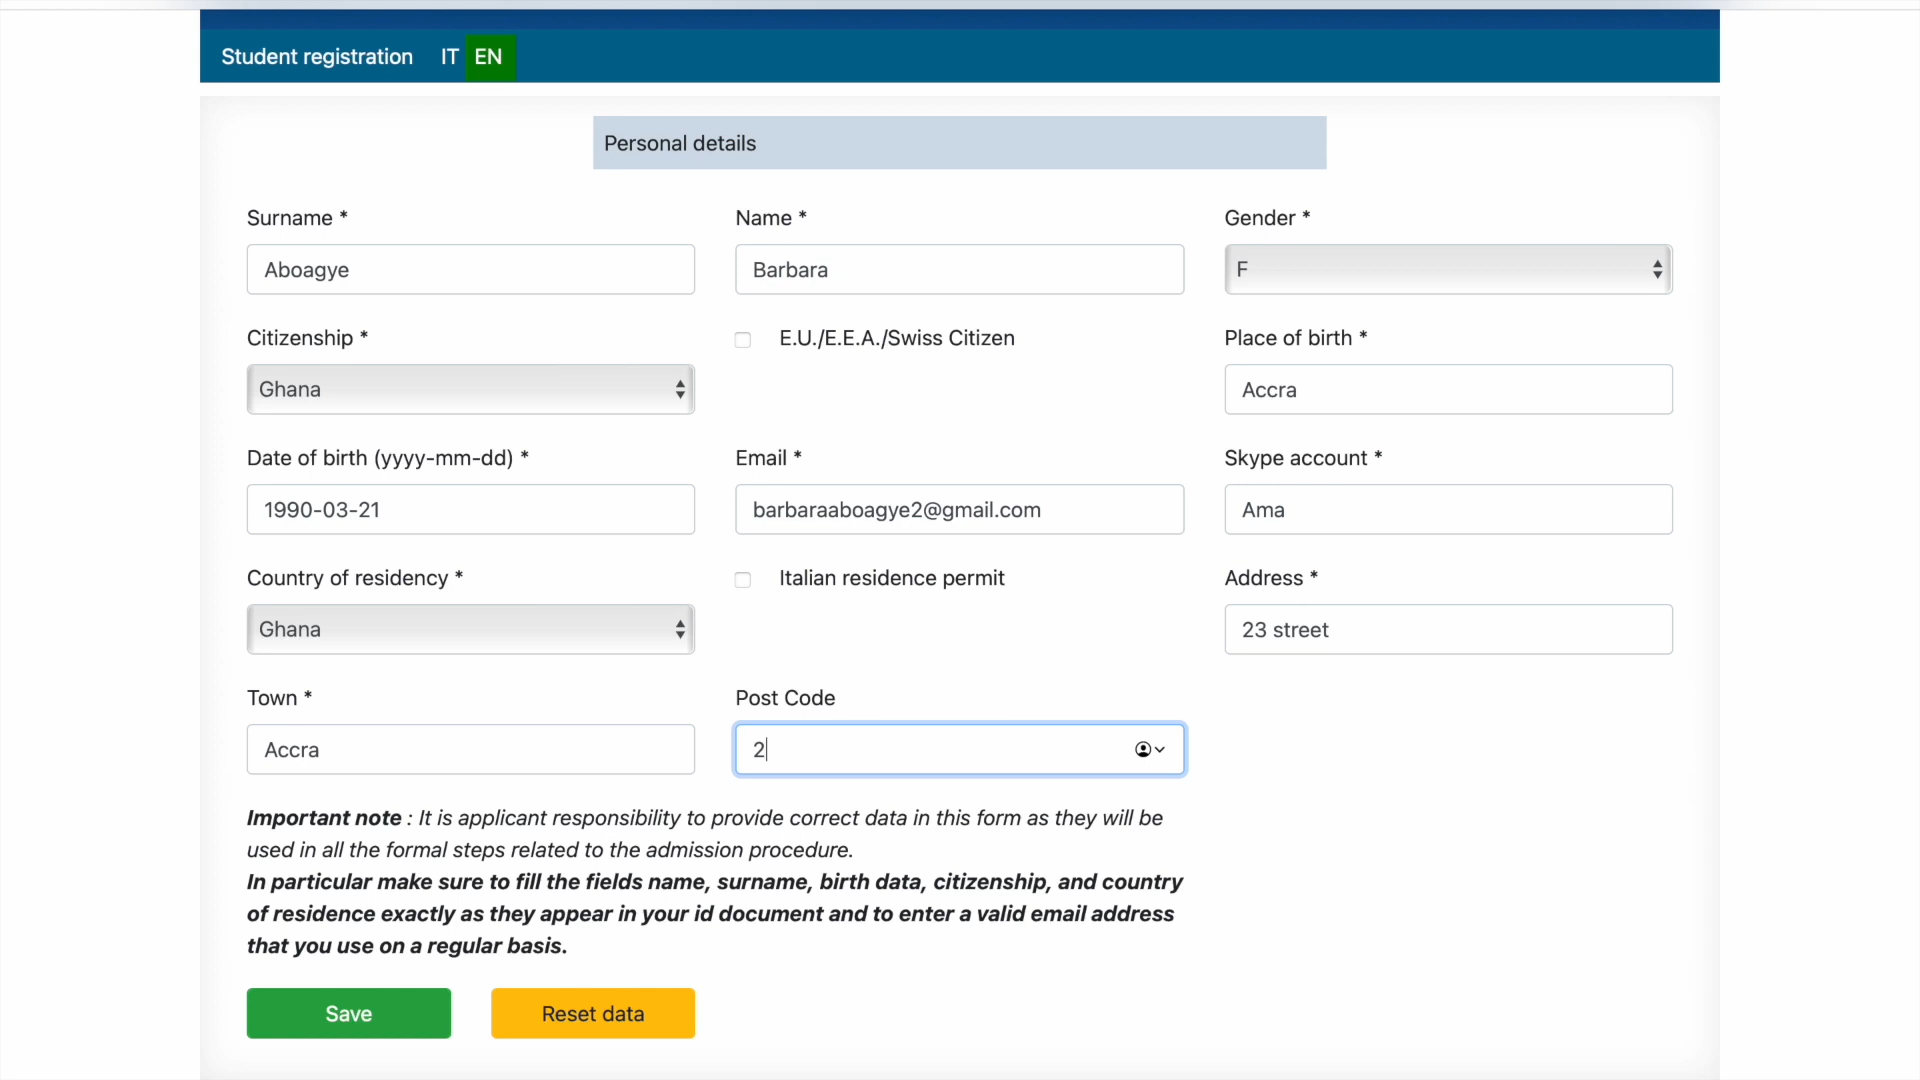 Student registration IT EN
Personal details
Surname * Name * Gender *
Aboagye Barbara F
Citizenship * E.U./E.E.A./Swiss Citizen Place of birth *
Ghana Accra
Date of birth (yyyy-mm-dd) * Email * Skype account *
1990-03-21 barbaraaboagye2@gmail.com Ama
Country of residency * Italian residence permit Address *
Ghana 23 street
Town * Post Code
Accra 2
Important note : It is applicant responsibility to provide correct data in this form as they will be
used in all the formal steps related to the admission procedure.
In particular make sure to fill the fields name, surname, birth data, citizenship, and country
of residence exactly as they appear in your id document and to enter a valid email address
that you use on a regular basis.
Save Reset data